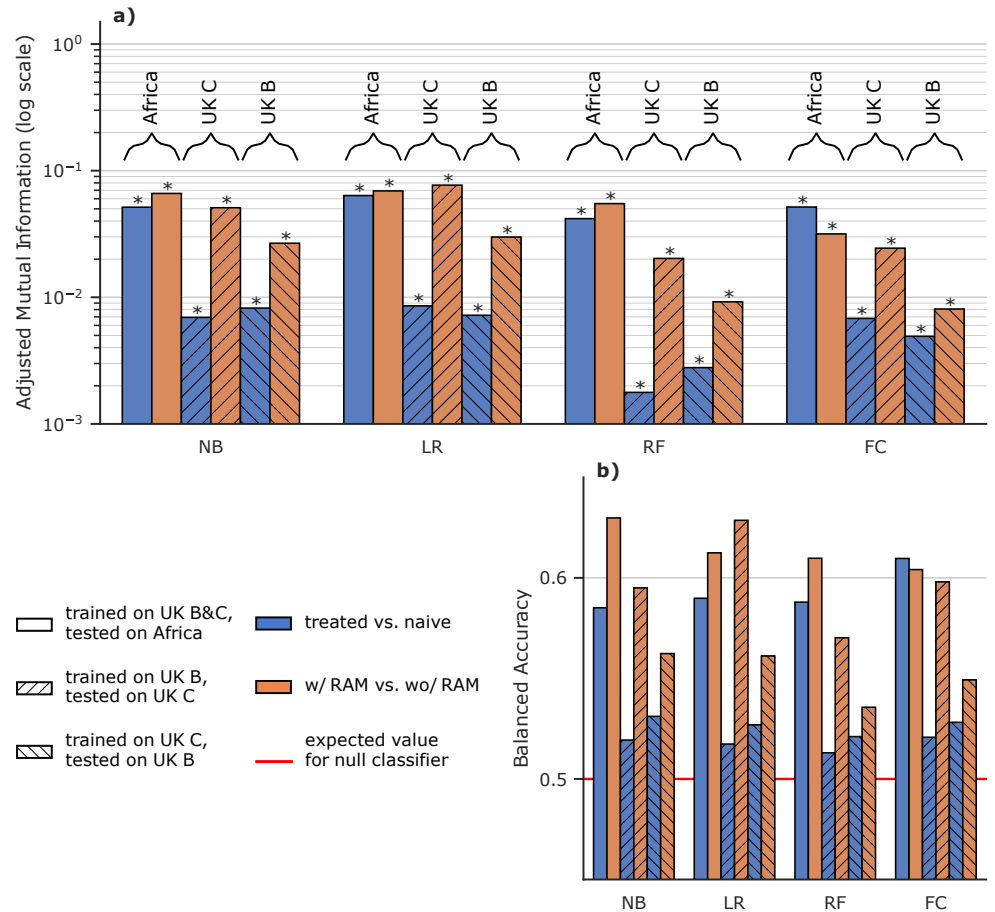 a)
Adjusted Mutual Information (log scale)
10⁰
10⁻¹
10⁻²
10⁻³
Africa UK C UK B Africa UK C UK B Africa UK C UK B Africa UK C UK B
* * * * * *
* * * * * *
* * * * * *
* * * * * *
NB LR RF FC
trained on UK B&C,
tested on Africa
trained on UK B,
tested on UK C
trained on UK C,
tested on UK B
treated vs. naive
w/ RAM vs. wo/ RAM
expected value
for null classifier
b)
Balanced Accuracy
0.6
0.5
NB LR RF FC